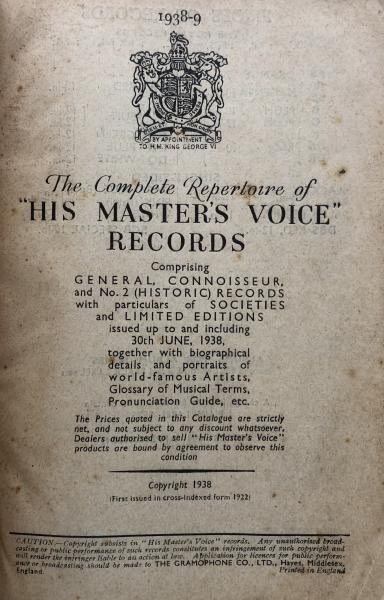 1938-9
BY APPOINTMENT
TO H.M. KING GEORGE VI
The Complete Repertoire of
"HIS MASTER'S VOICE"
RECORDS
Comprising
GENERAL, CONNOISSEUR,
and No. 2 (HISTORIC) RECORDS
with particulars of SOCIETIES
and LIMITED EDITIONS
issued up to and including
30th JUNE, 1938,
together with biographical
details and portraits of
world-famous Artists,
Glossary of Musical Terms,
Pronunciation Guide, etc.
The Prices quoted in this Catalogue are strictly
net, and not subject to any discount whatsoever.
Dealers authorised to sell "His Master's Voice"
products are bound by agreement to observe this
condition
Copyright 1938
(First issued in cross-indexed form 1922)
CAUTION.—Copyright subsists in "His Master's Voice" records. Any unauthorised broad-
casting or public performance of such records constitutes an infringement of such copyright and
will render the infringer liable to an action at law. Application for licences for public perform-
ance or broadcasting should be made to THE GRAMOPHONE CO., LTD., Hayes, Middlesex,
England. Printed in England